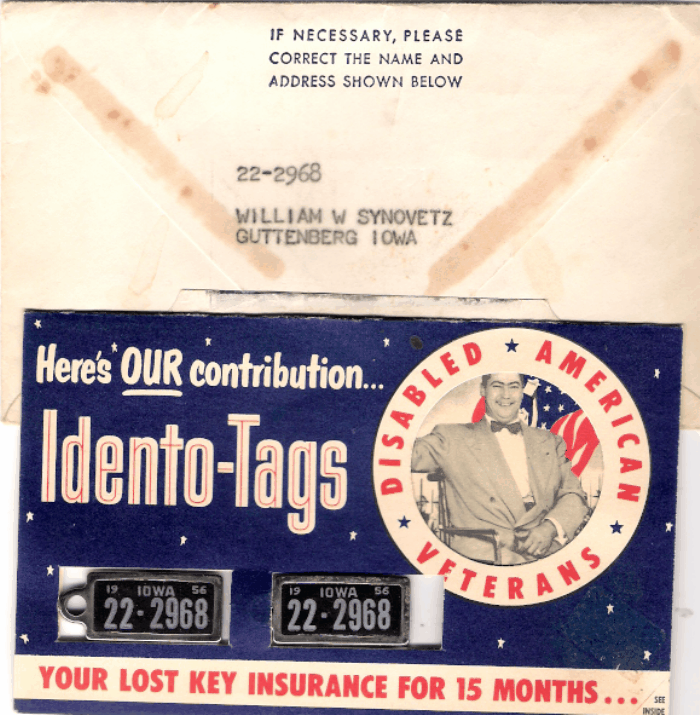 IF NECESSARY, PLEASE
CORRECT THE NAME AND
ADDRESS SHOWN BELOW
22-2968
WILLIAM W SYNOVETZ
GUTTENBERG IOWA
Here's OUR contribution...
Idento-Tags
DISABLED ★ AMERICAN ★ VETERANS ★
19 IOWA 56
22·2968
19 IOWA 56
22·2968
YOUR LOST KEY INSURANCE FOR 15 MONTHS...
SEE
INSIDE